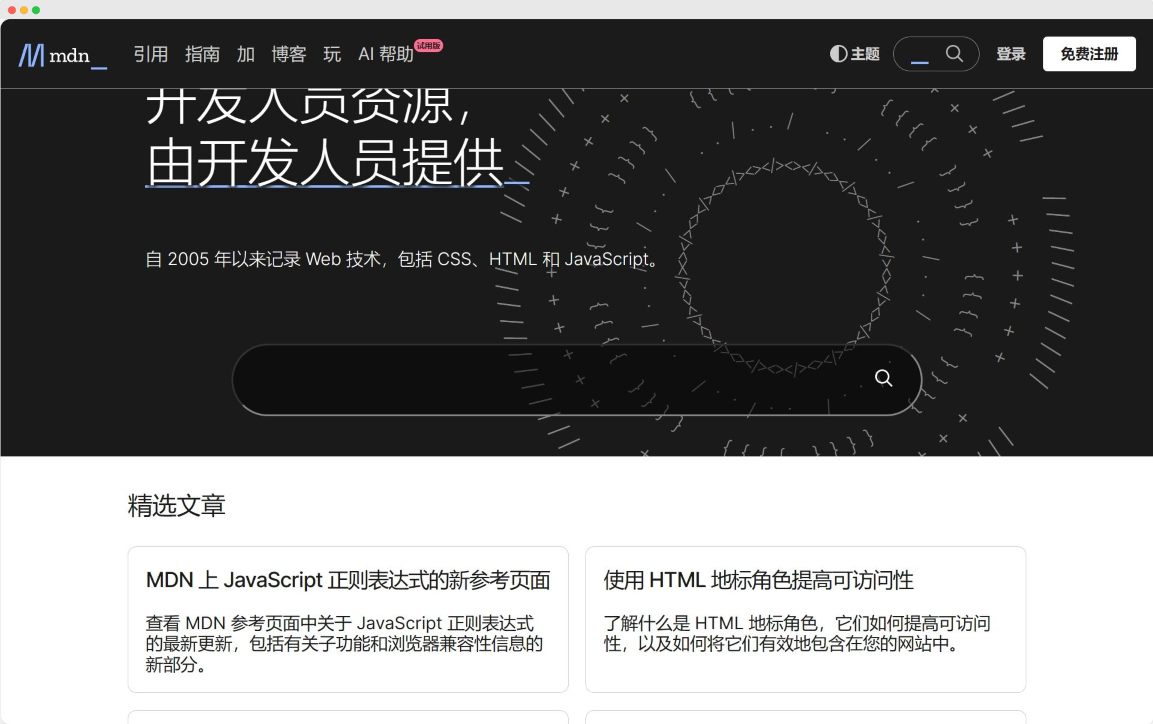 mdn_
引用 指南 加 博客 玩 AI 帮助 试用版 主题 登录 免费注册
开发人员资源，
由开发人员提供_
自 2005 年以来记录 Web 技术，包括 CSS、HTML 和 JavaScript。
精选文章
MDN 上 JavaScript 正则表达式的新参考页面
查看 MDN 参考页面中关于 JavaScript 正则表达式
的最新更新，包括有关子功能和浏览器兼容性信息的
新部分。
使用 HTML 地标角色提高可访问性
了解什么是 HTML 地标角色，它们如何提高可访问
性，以及如何将它们有效地包含在您的网站中。